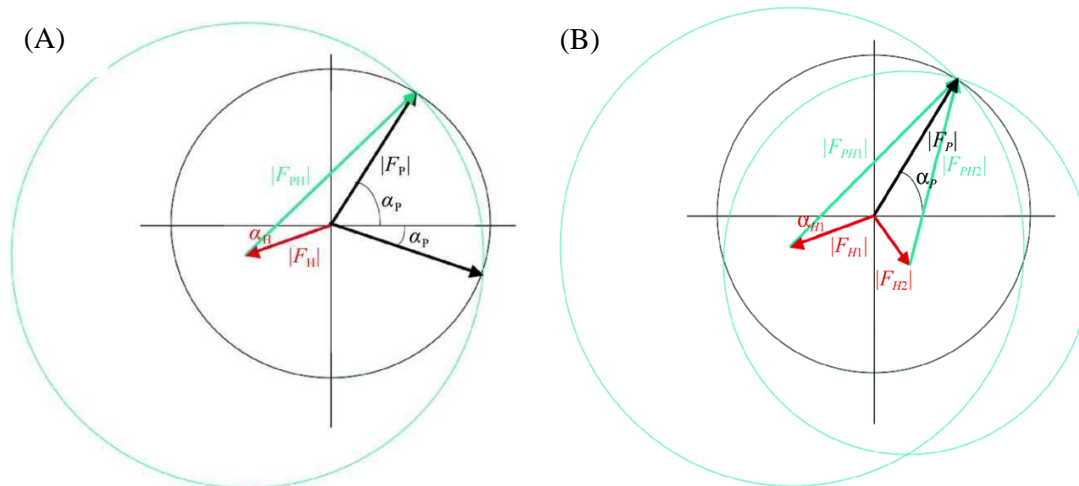 (A)
|F_PH|
|F_P|
α_P
α_P
α_H
|F_H|
(B)
|F_PH1|
|F_P|
|F_PH2|
α_P
α_H1
|F_H1|
|F_H2|